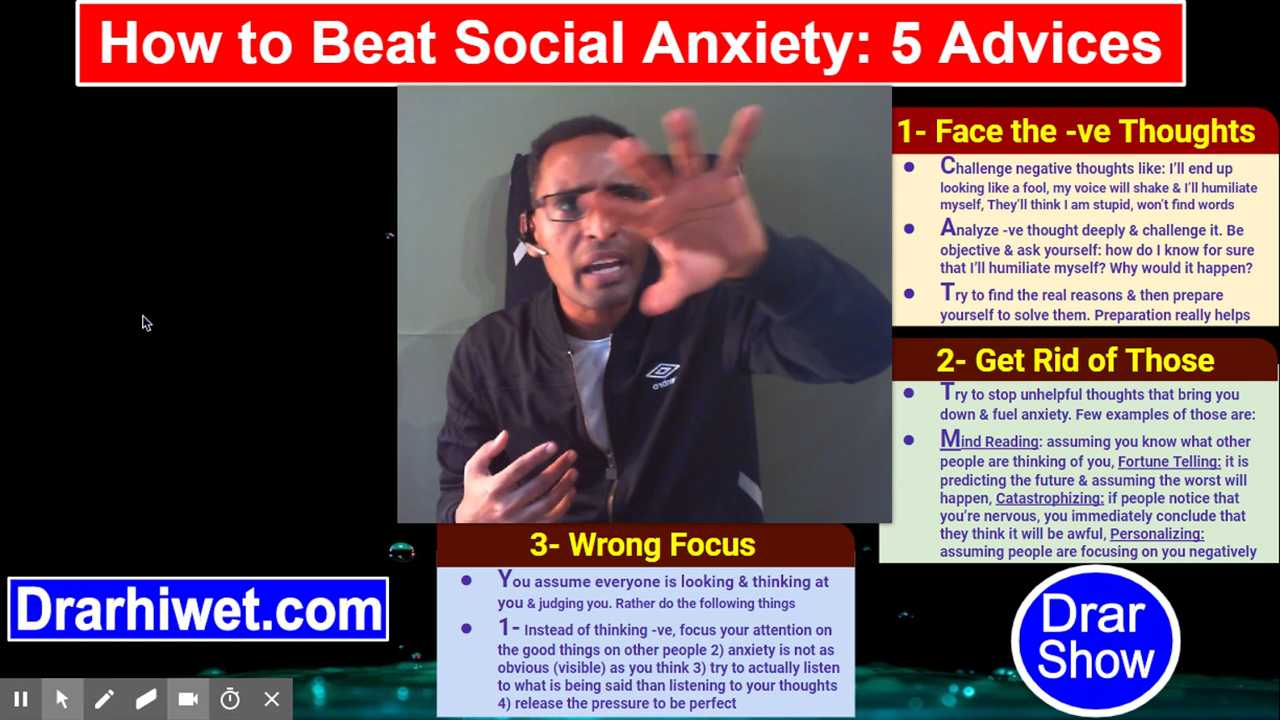 How to Beat Social Anxiety: 5 Advices
1- Face the -ve Thoughts
Challenge negative thoughts like: I'll end up
looking like a fool, my voice will shake & I'll humiliate
myself, They'll think I am stupid, won't find words
Analyze -ve thought deeply & challenge it. Be
objective & ask yourself: how do I know for sure
that I'll humiliate myself? Why would it happen?
Try to find the real reasons & then prepare
yourself to solve them. Preparation really helps
2- Get Rid of Those
Try to stop unhelpful thoughts that bring you
down & fuel anxiety. Few examples of those are:
Mind Reading: assuming you know what other
people are thinking of you, Fortune Telling: it is
predicting the future & assuming the worst will
happen, Catastrophizing: if people notice that
you're nervous, you immediately conclude that
they think it will be awful, Personalizing:
assuming people are focusing on you negatively
3- Wrong Focus
You assume everyone is looking & thinking at
you & judging you. Rather do the following things
1- Instead of thinking -ve, focus your attention on
the good things on other people 2) anxiety is not as
obvious (visible) as you think 3) try to actually listen
to what is being said than listening to your thoughts
4) release the pressure to be perfect
Drarhiwet.com
Drar
Show
umbro